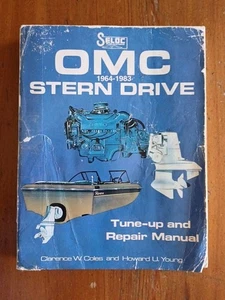 SELOC
OMC
1964-1983
STERN DRIVE
Tune-up and
Repair Manual
Clarence W. Coles and Howard U. Young